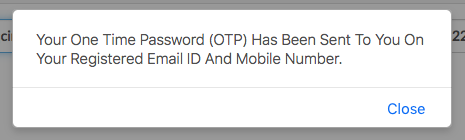 Your One Time Password (OTP) Has Been Sent To You On
Your Registered Email ID And Mobile Number.
Close